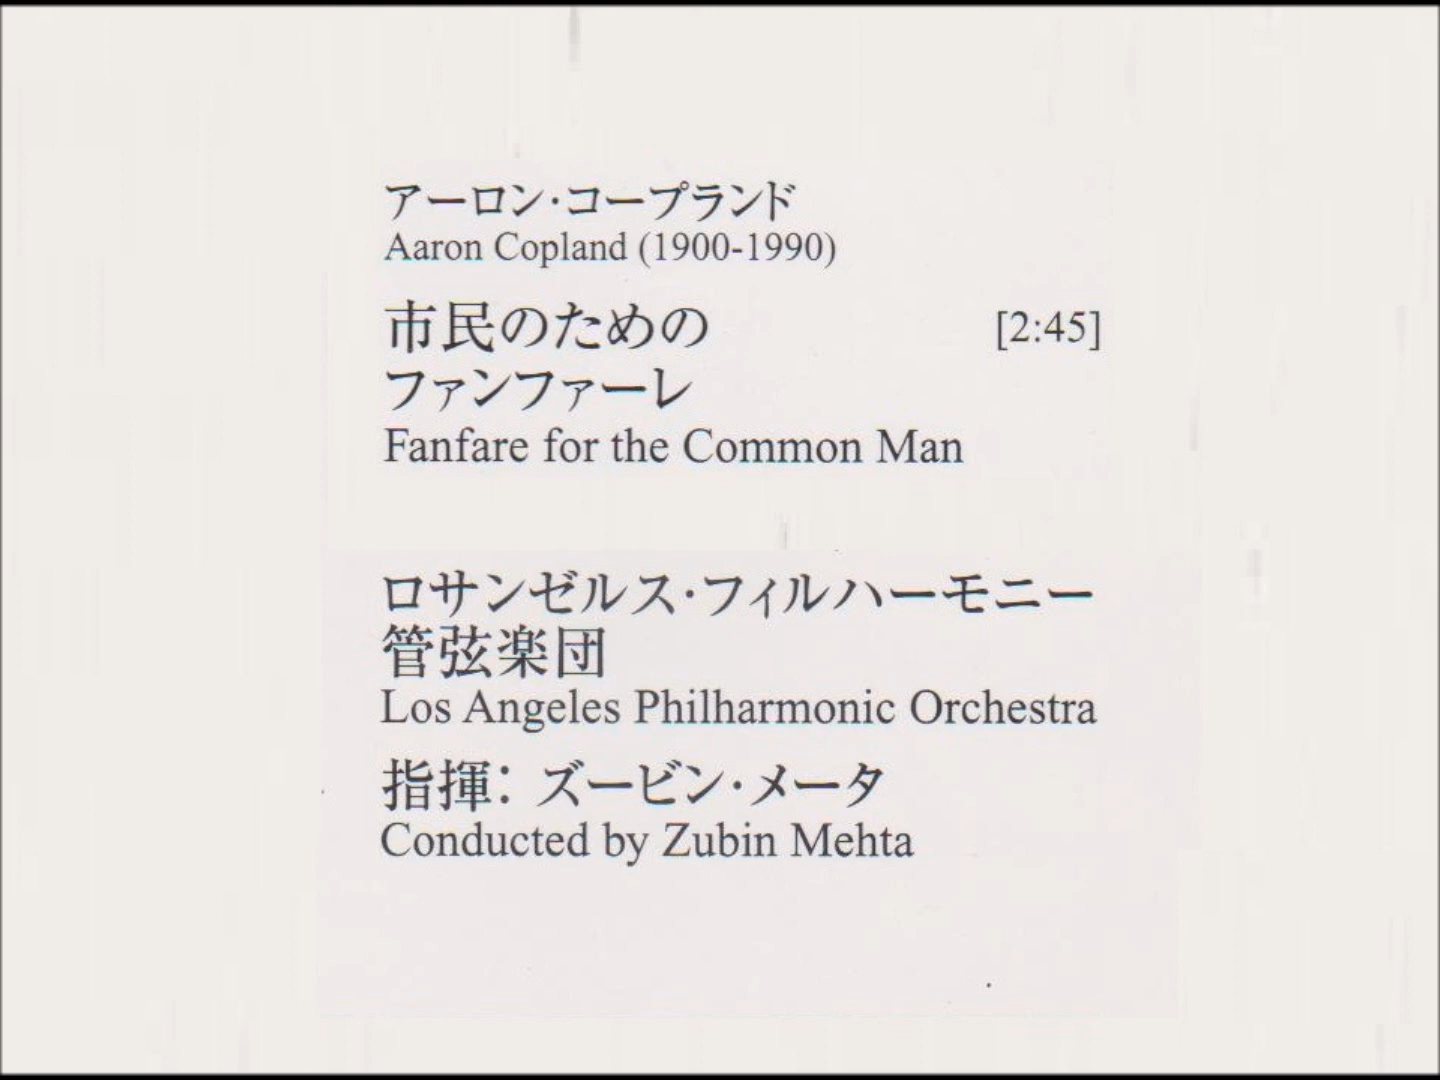 アーロン・コープランド
Aaron Copland (1900-1990)
市民のための [2:45]
ファンファーレ
Fanfare for the Common Man
ロサンゼルス・フィルハーモニー
管弦楽団
Los Angeles Philharmonic Orchestra
指揮: ズービン・メータ
Conducted by Zubin Mehta